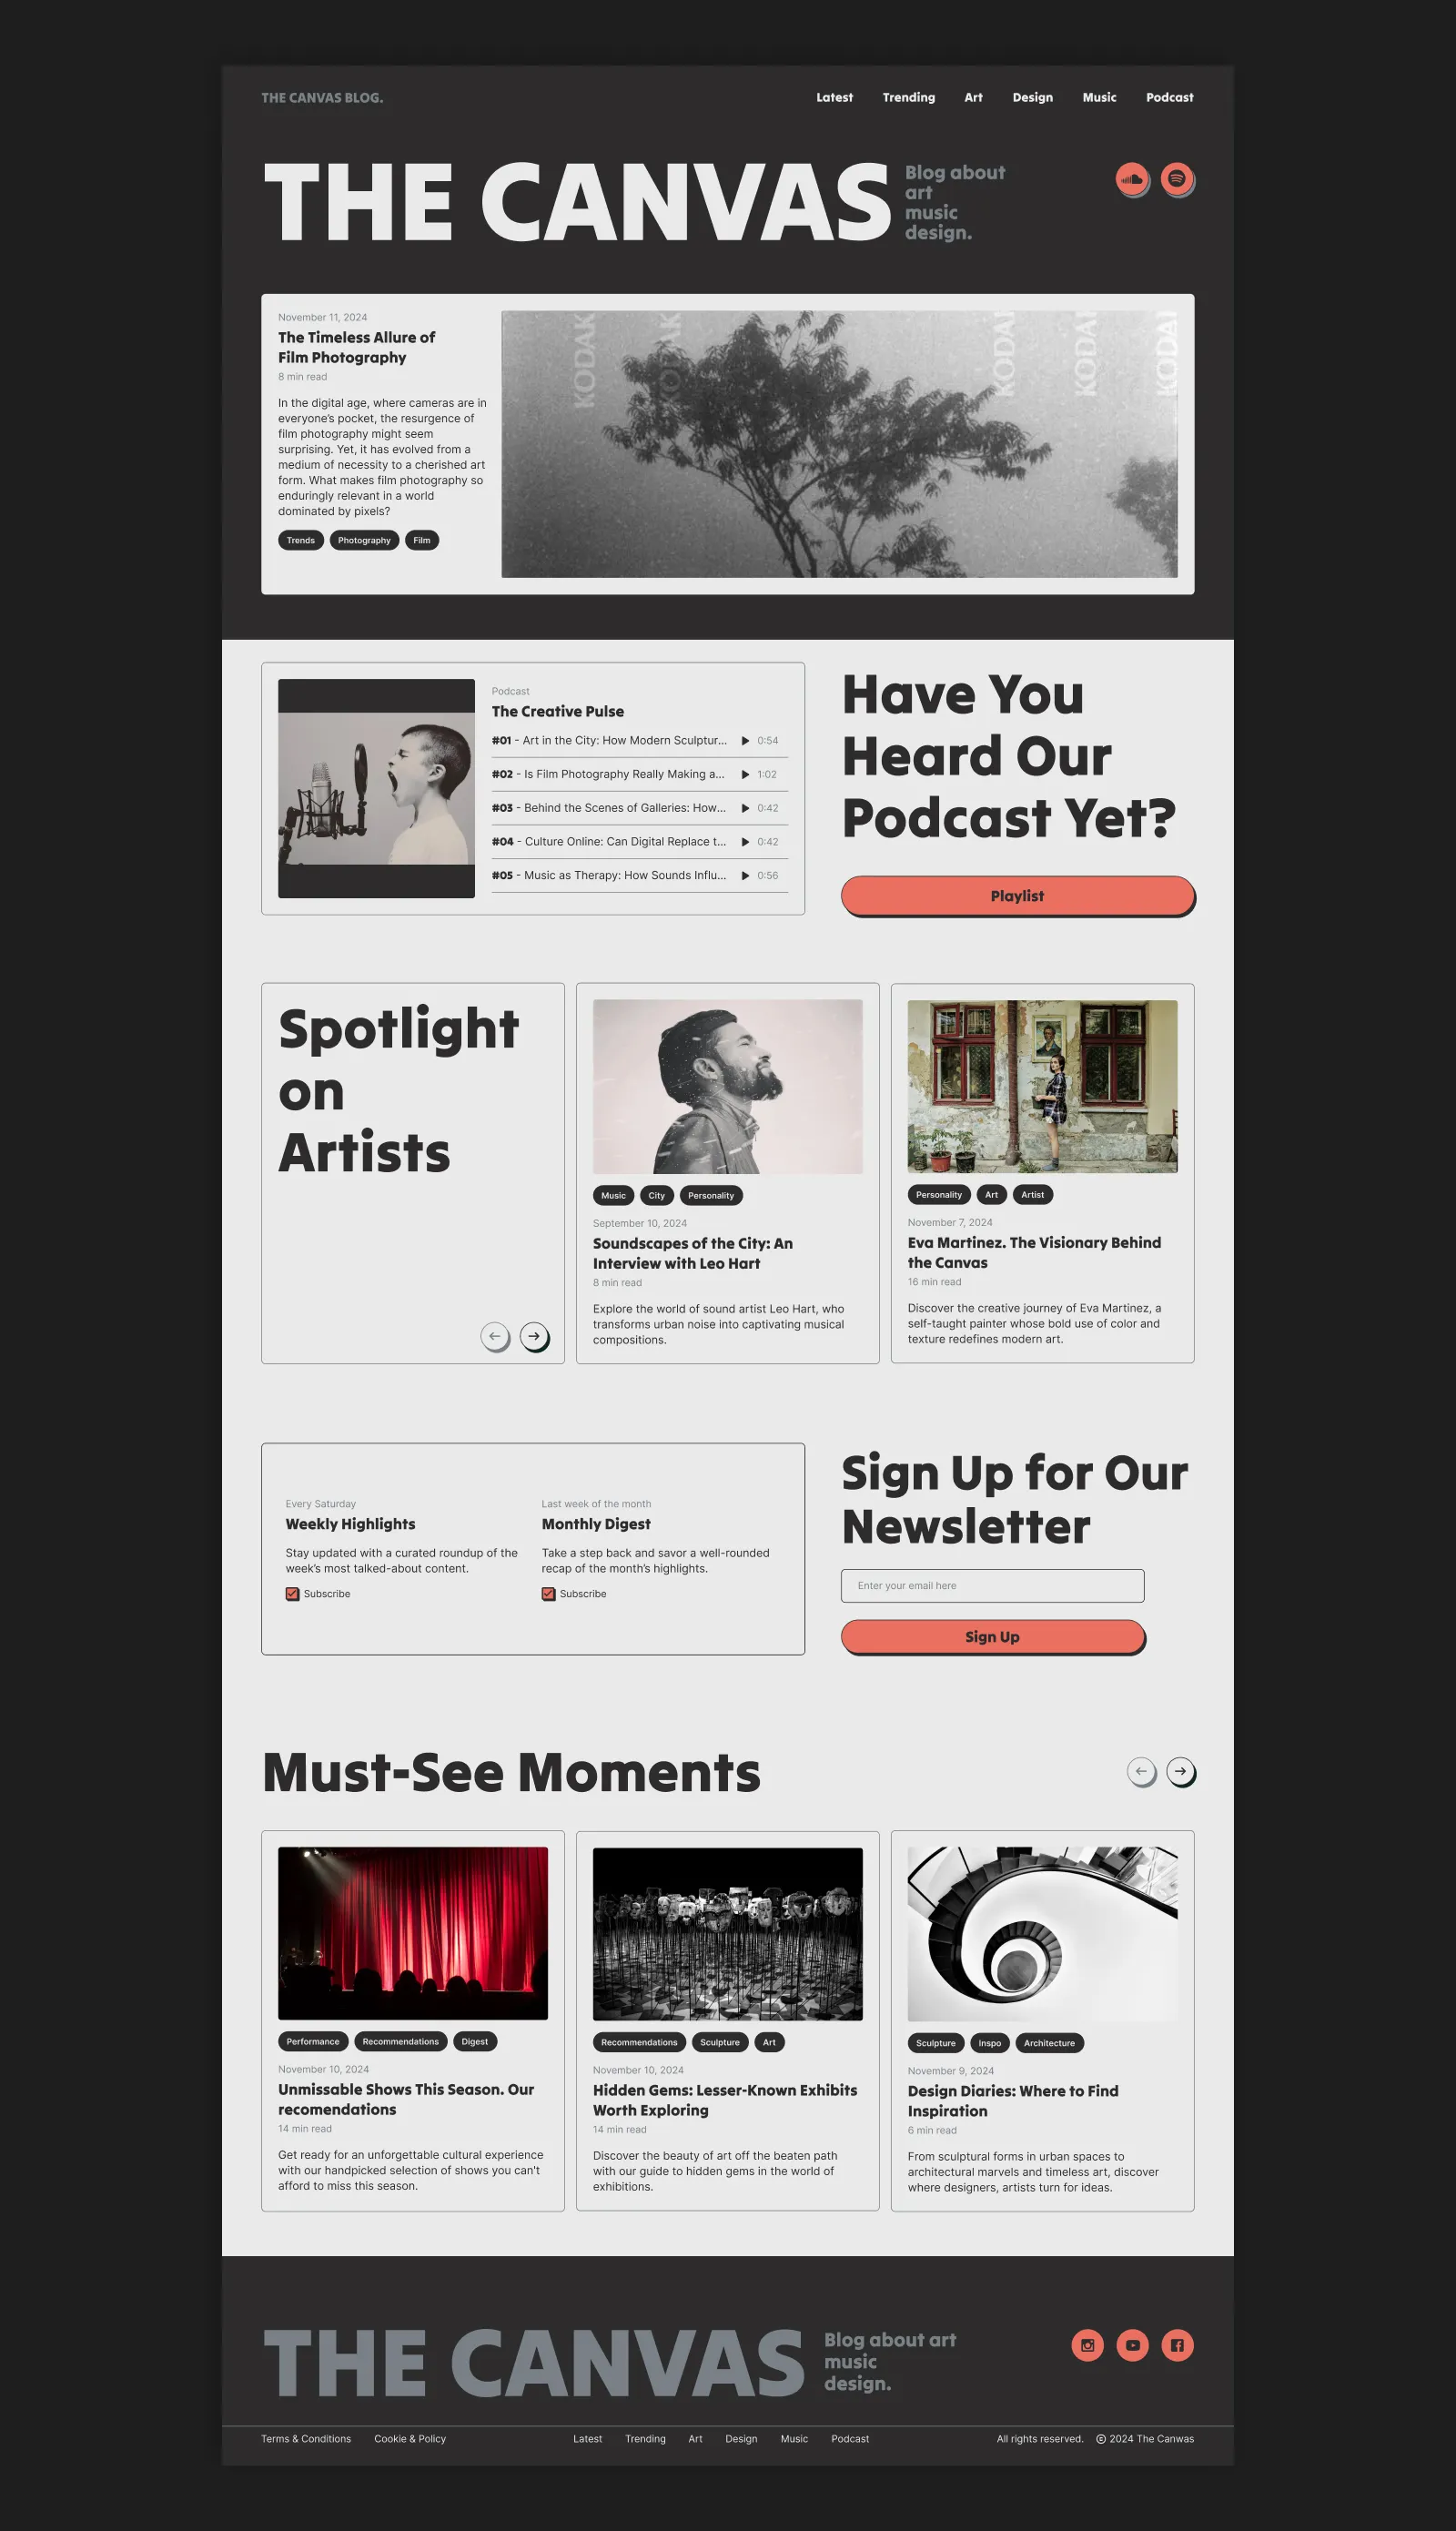 THE CANVAS BLOG.
Latest Trending Art Design Music Podcast
THE CANVAS
Blog about
art
music
design.
November 11, 2024
The Timeless Allure of
Film Photography
8 min read
In the digital age, where cameras are in
everyone's pocket, the resurgence of
film photography might seem
surprising. Yet, it has evolved from a
medium of necessity to a cherished art
form. What makes film photography so
enduringly relevant in a world
dominated by pixels?
Trends Photography Film
KODAK KODAK KODAK KODAK KODAK
Podcast
The Creative Pulse
#01 - Art in the City: How Modern Sculptur... 0:54
#02 - Is Film Photography Really Making a... 1:02
#03 - Behind the Scenes of Galleries: How... 0:42
#04 - Culture Online: Can Digital Replace t... 0:42
#05 - Music as Therapy: How Sounds Influ... 0:56
Have You
Heard Our
Podcast Yet?
Playlist
Spotlight
on
Artists
Music City Personality
September 10, 2024
Soundscapes of the City: An
Interview with Leo Hart
8 min read
Explore the world of sound artist Leo Hart, who
transforms urban noise into captivating musical
compositions.
Personality Art Artist
November 7, 2024
Eva Martinez. The Visionary Behind
the Canvas
16 min read
Discover the creative journey of Eva Martinez, a
self-taught painter whose bold use of color and
texture redefines modern art.
Every Saturday
Weekly Highlights
Stay updated with a curated roundup of the
week's most talked-about content.
Subscribe
Last week of the month
Monthly Digest
Take a step back and savor a well-rounded
recap of the month's highlights.
Subscribe
Sign Up for Our
Newsletter
Enter your email here
Sign Up
Must-See Moments
Performance Recommendations Digest
November 10, 2024
Unmissable Shows This Season. Our
recomendations
14 min read
Get ready for an unforgettable cultural experience
with our handpicked selection of shows you can't
afford to miss this season.
Recommendations Sculpture Art
November 10, 2024
Hidden Gems: Lesser-Known Exhibits
Worth Exploring
14 min read
Discover the beauty of art off the beaten path
with our guide to hidden gems in the world of
exhibitions.
Sculpture Inspo Architecture
November 9, 2024
Design Diaries: Where to Find
Inspiration
6 min read
From sculptural forms in urban spaces to
architectural marvels and timeless art, discover
where designers, artists turn for ideas.
THE CANVAS
Blog about art
music
design.
Terms & Conditions Cookie & Policy Latest Trending Art Design Music Podcast All rights reserved. © 2024 The Canwas